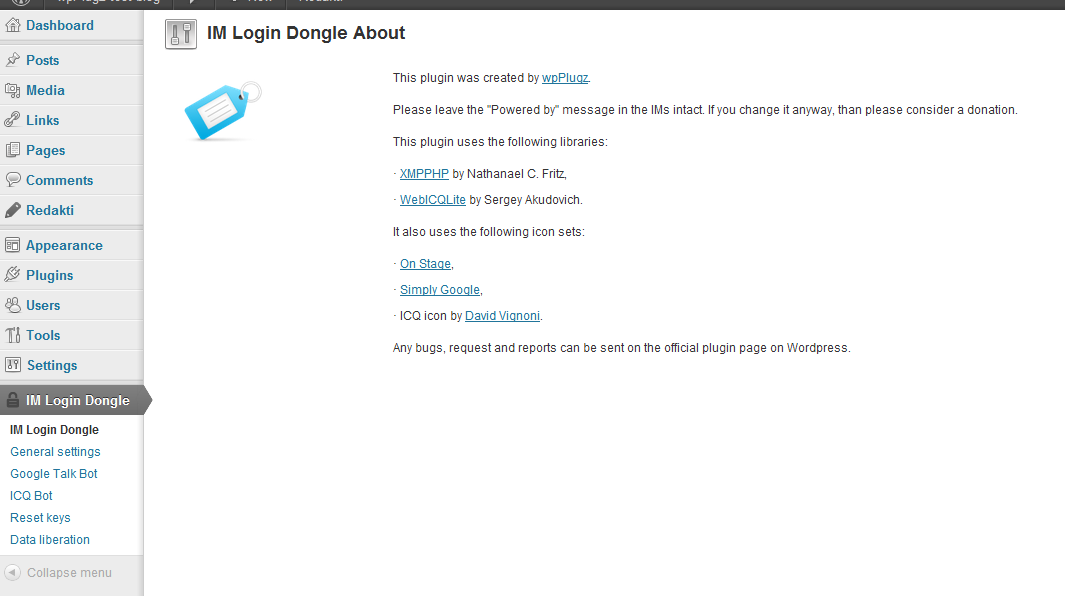 Dashboard
Posts
Media
Links
Pages
Comments
Redakti
Appearance
Plugins
Users
Tools
Settings
IM Login Dongle
IM Login Dongle
General settings
Google Talk Bot
ICQ Bot
Reset keys
Data liberation
Collapse menu
IM Login Dongle About
This plugin was created by wpPlugz.
Please leave the "Powered by" message in the IMs intact. If you change it anyway, than please consider a donation.
This plugin uses the following libraries:
· XMPPHP by Nathanael C. Fritz,
· WebICQLite by Sergey Akudovich.
It also uses the following icon sets:
· On Stage,
· Simply Google,
· ICQ icon by David Vignoni.
Any bugs, request and reports can be sent on the official plugin page on Wordpress.